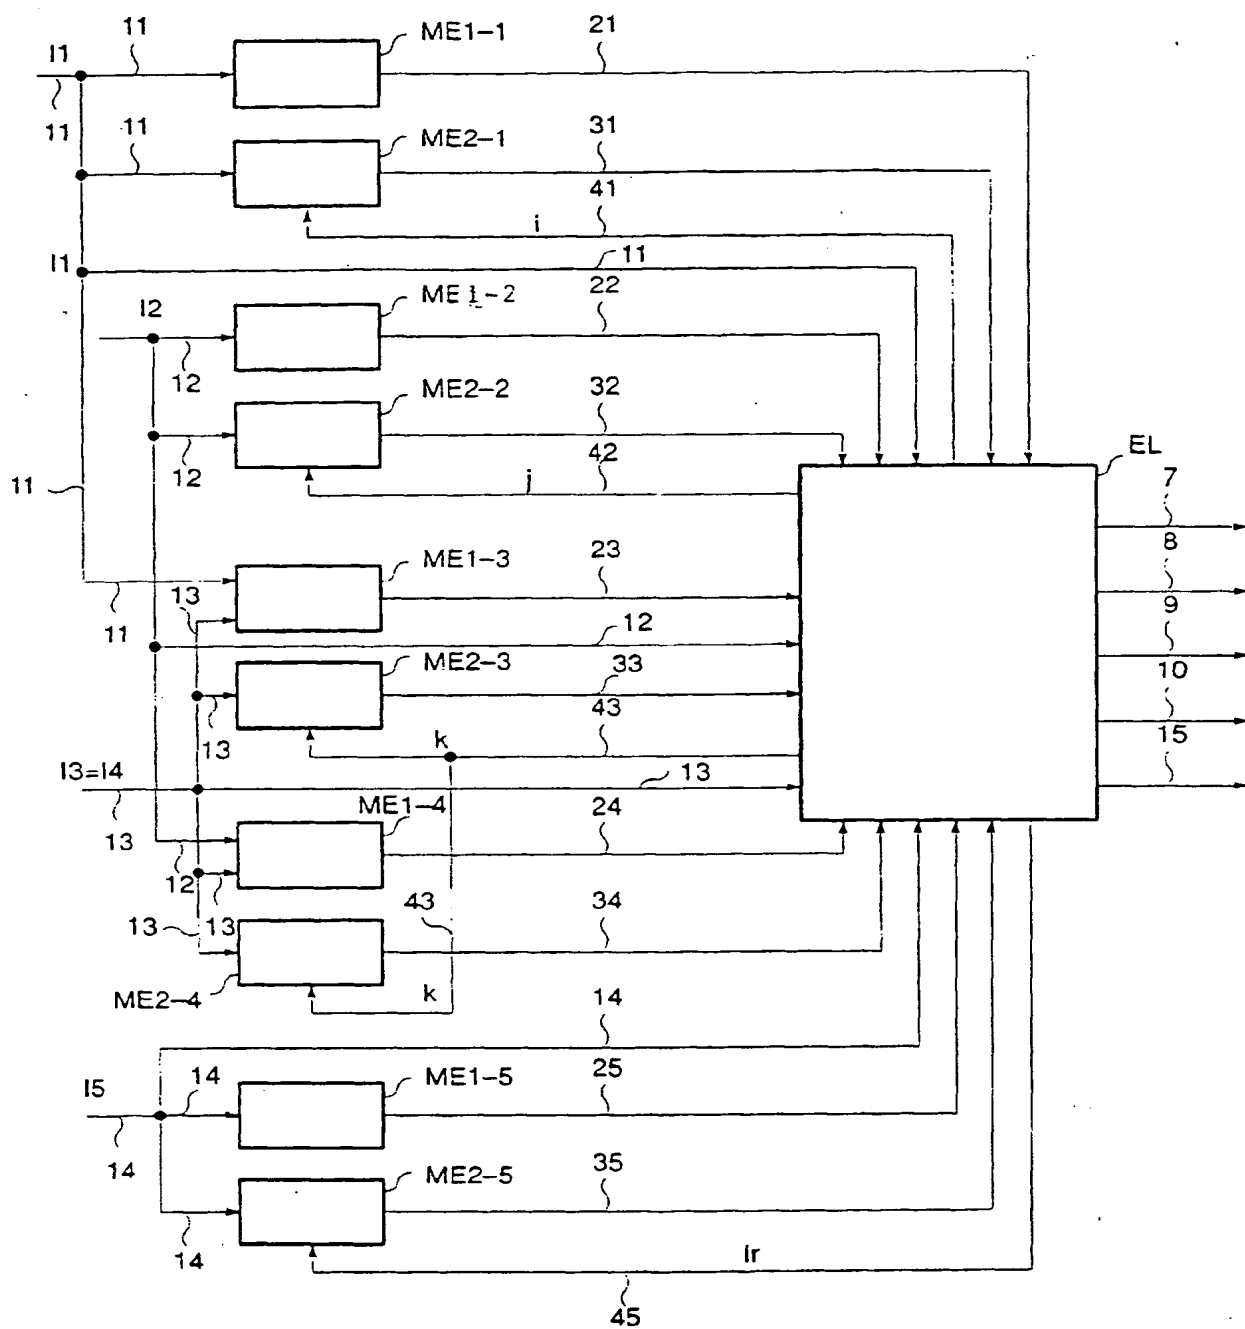 I1 11 ME1-1 21
11
11 ME2-1 31
41
i
I1 11
I2 ME1-2 22
12
ME2-2 32
12 42
j
11
EL
7
8
9
10
15
ME1-3 23
13
11 12
ME2-3 33
13 k 43
I3=I4 13
13 ME1-4 24
12
13 13 43 34
ME2-4 k
14
I5 14 ME1-5 25
14
ME2-5 35
14
Ir
45